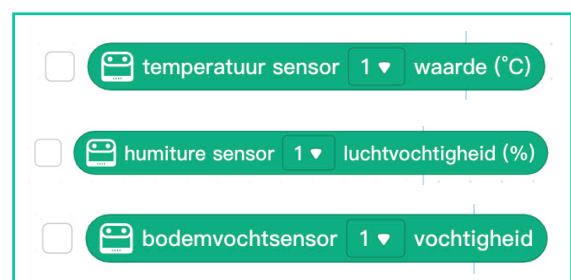 temperatuur sensor 1 waarde (°C)
humiture sensor 1 luchtvochtigheid (%)
bodemvochtsensor 1 vochtigheid